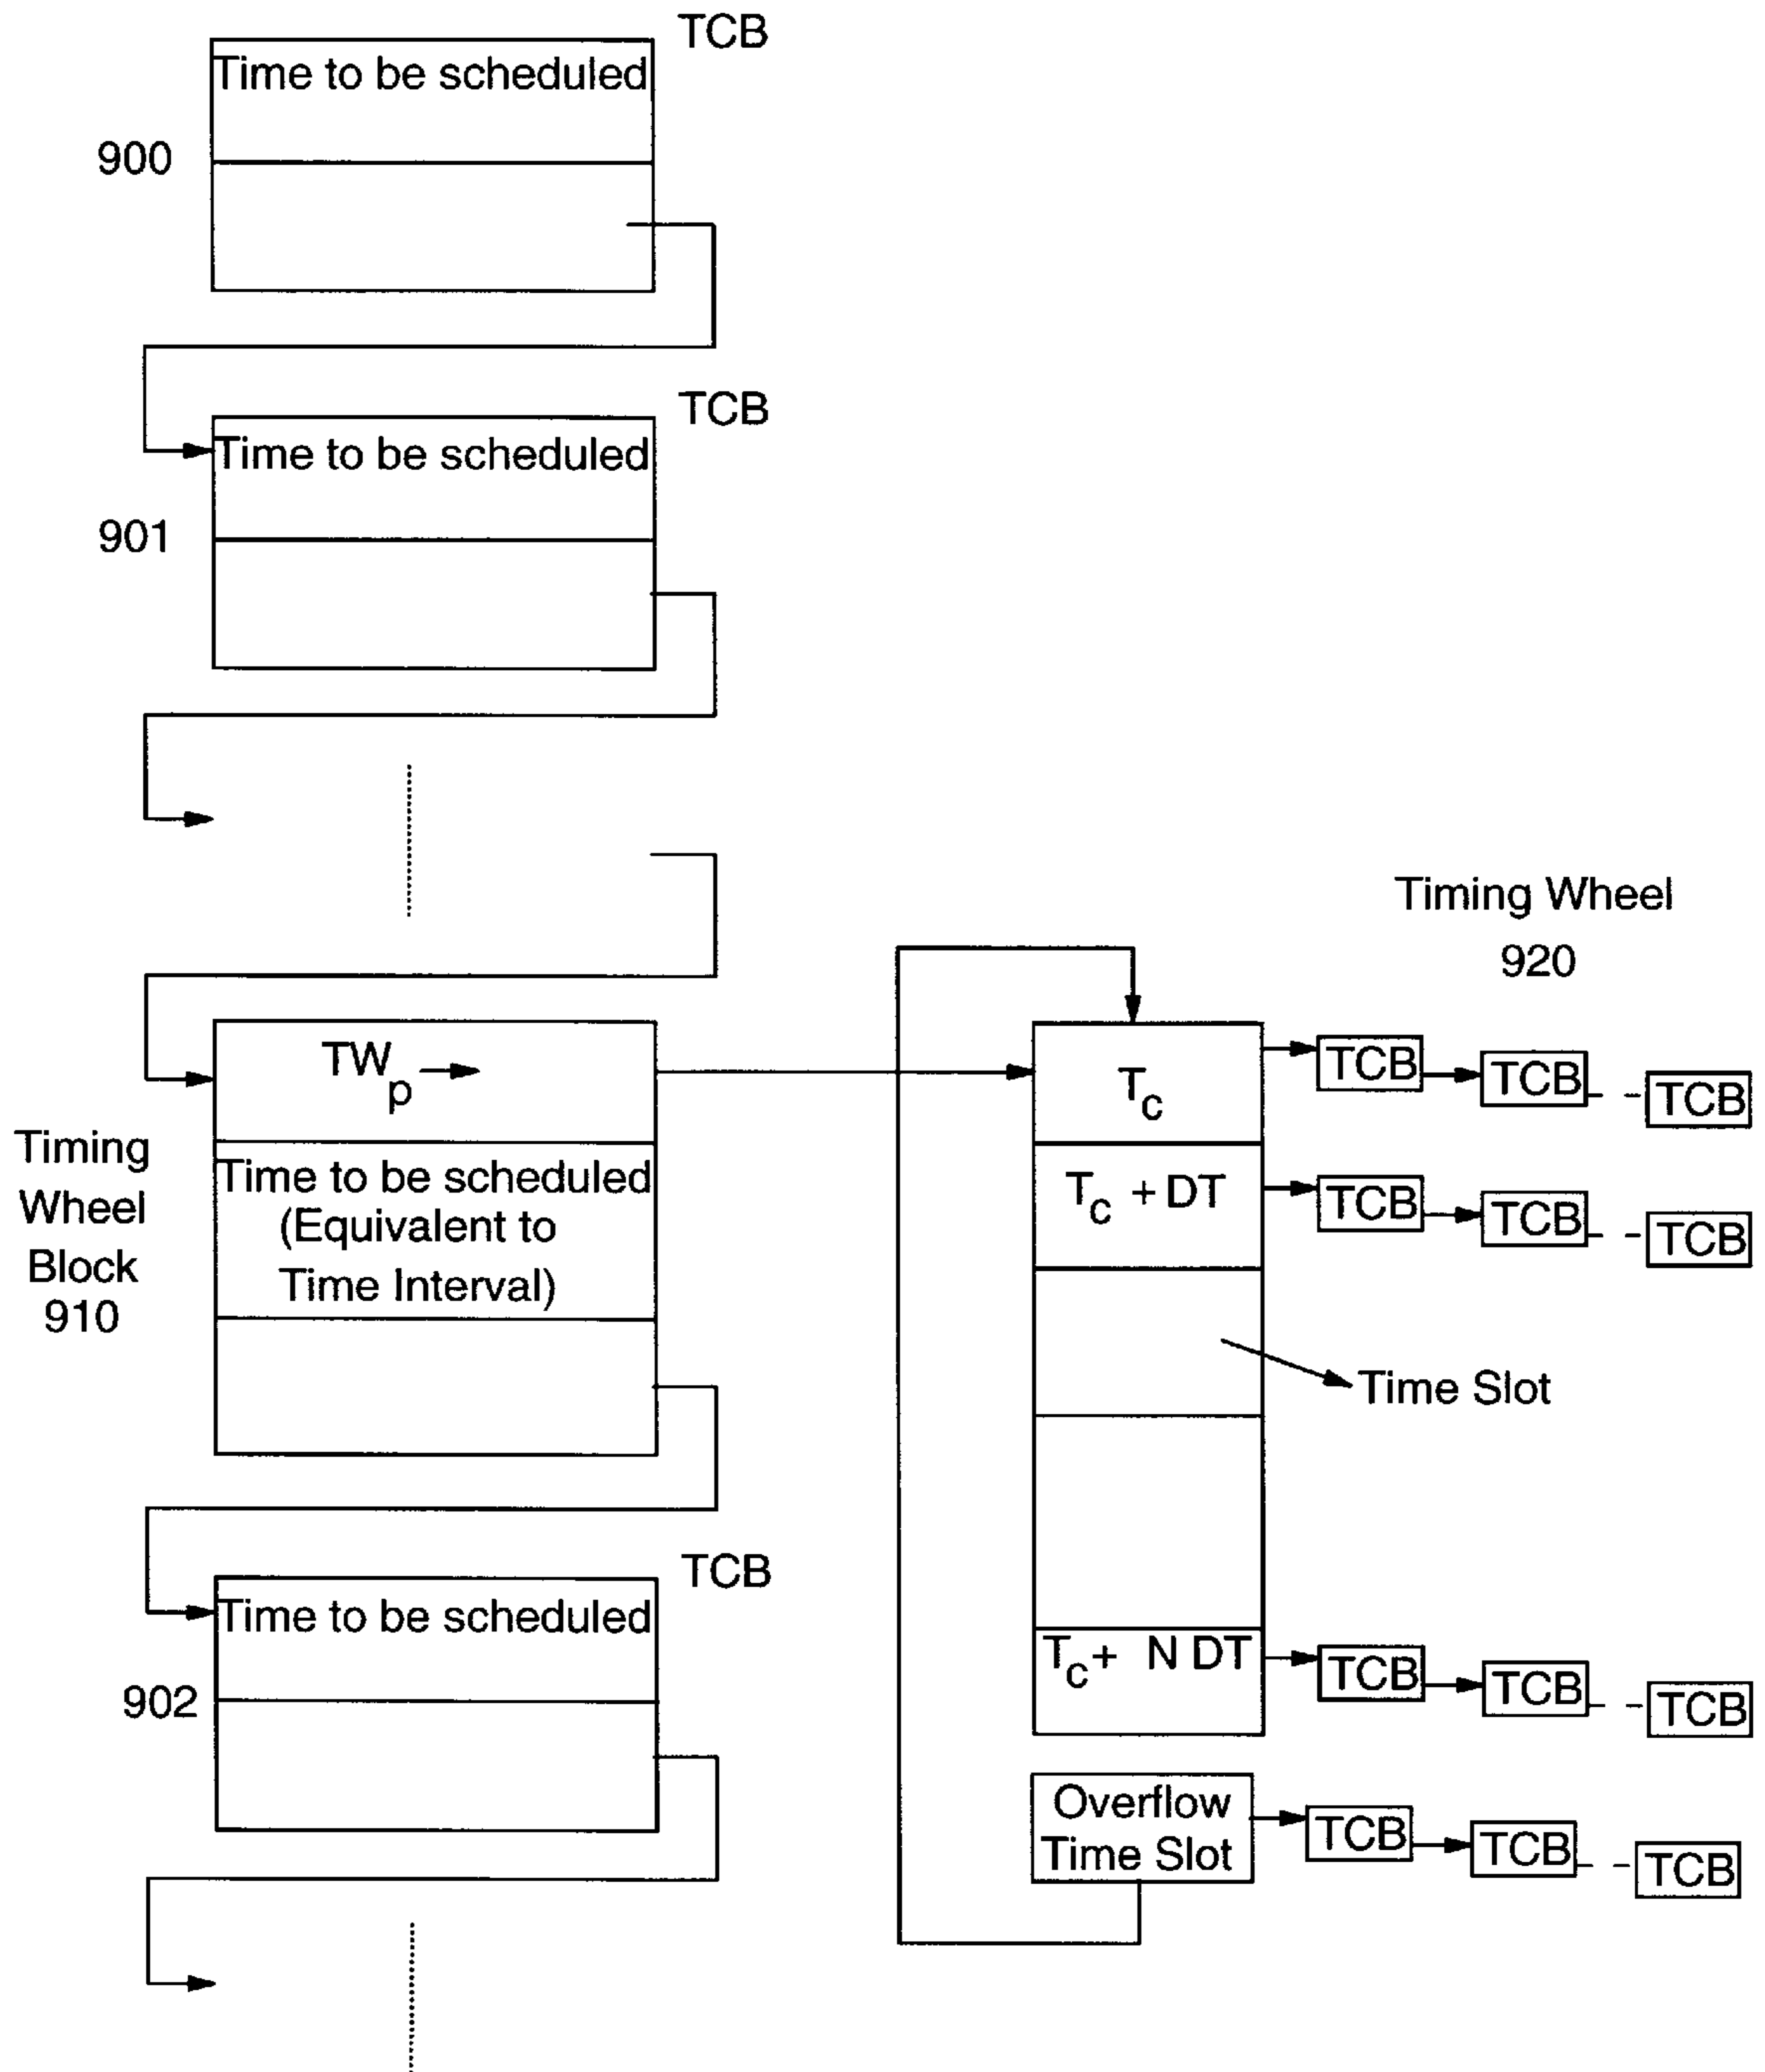 TCB
Time to be scheduled
900
TCB
Time to be scheduled
901
Timing Wheel
920
TWp
Timing
Wheel
Block
910
Time to be scheduled
(Equivalent to
Time Interval)
Tc
TCB
TCB
TCB
Tc + DT
TCB
TCB
TCB
Time Slot
TCB
Time to be scheduled
902
Tc + N DT
TCB
TCB
TCB
Overflow
Time Slot
TCB
TCB
TCB